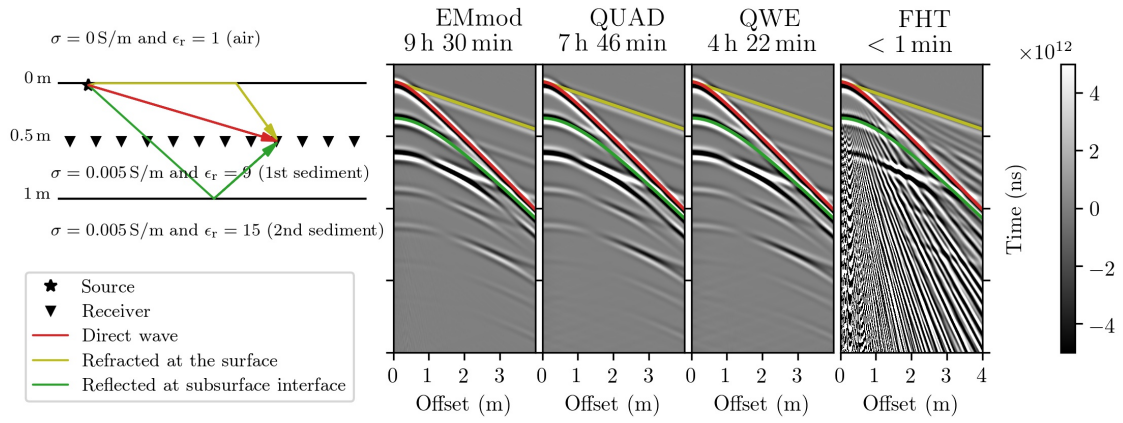 σ = 0 S/m and ϵr = 1 (air)
0 m
0.5 m
σ = 0.005 S/m and ϵr = 9 (1st sediment)
1 m
σ = 0.005 S/m and ϵr = 15 (2nd sediment)
Source
Receiver
Direct wave
Refracted at the surface
Reflected at subsurface interface
EMmod
9 h 30 min
QUAD
7 h 46 min
QWE
4 h 22 min
FHT
< 1 min
0 1 2 3
Offset (m)
0 1 2 3
Offset (m)
0 1 2 3
Offset (m)
0 1 2 3 4
Offset (m)
Time (ns)
×10¹²
4
2
0
−2
−4